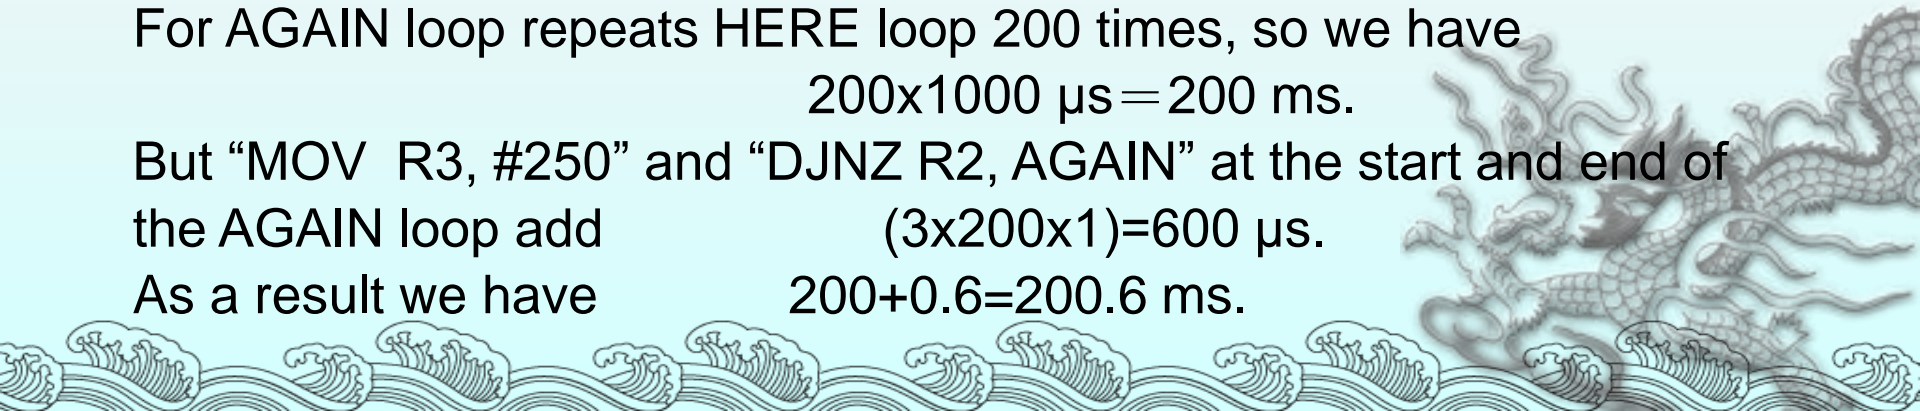 For AGAIN loop repeats HERE loop 200 times, so we have
200x1000 μs＝200 ms.
But “MOV R3, #250” and “DJNZ R2, AGAIN” at the start and end of
the AGAIN loop add (3x200x1)=600 μs.
As a result we have 200+0.6=200.6 ms.